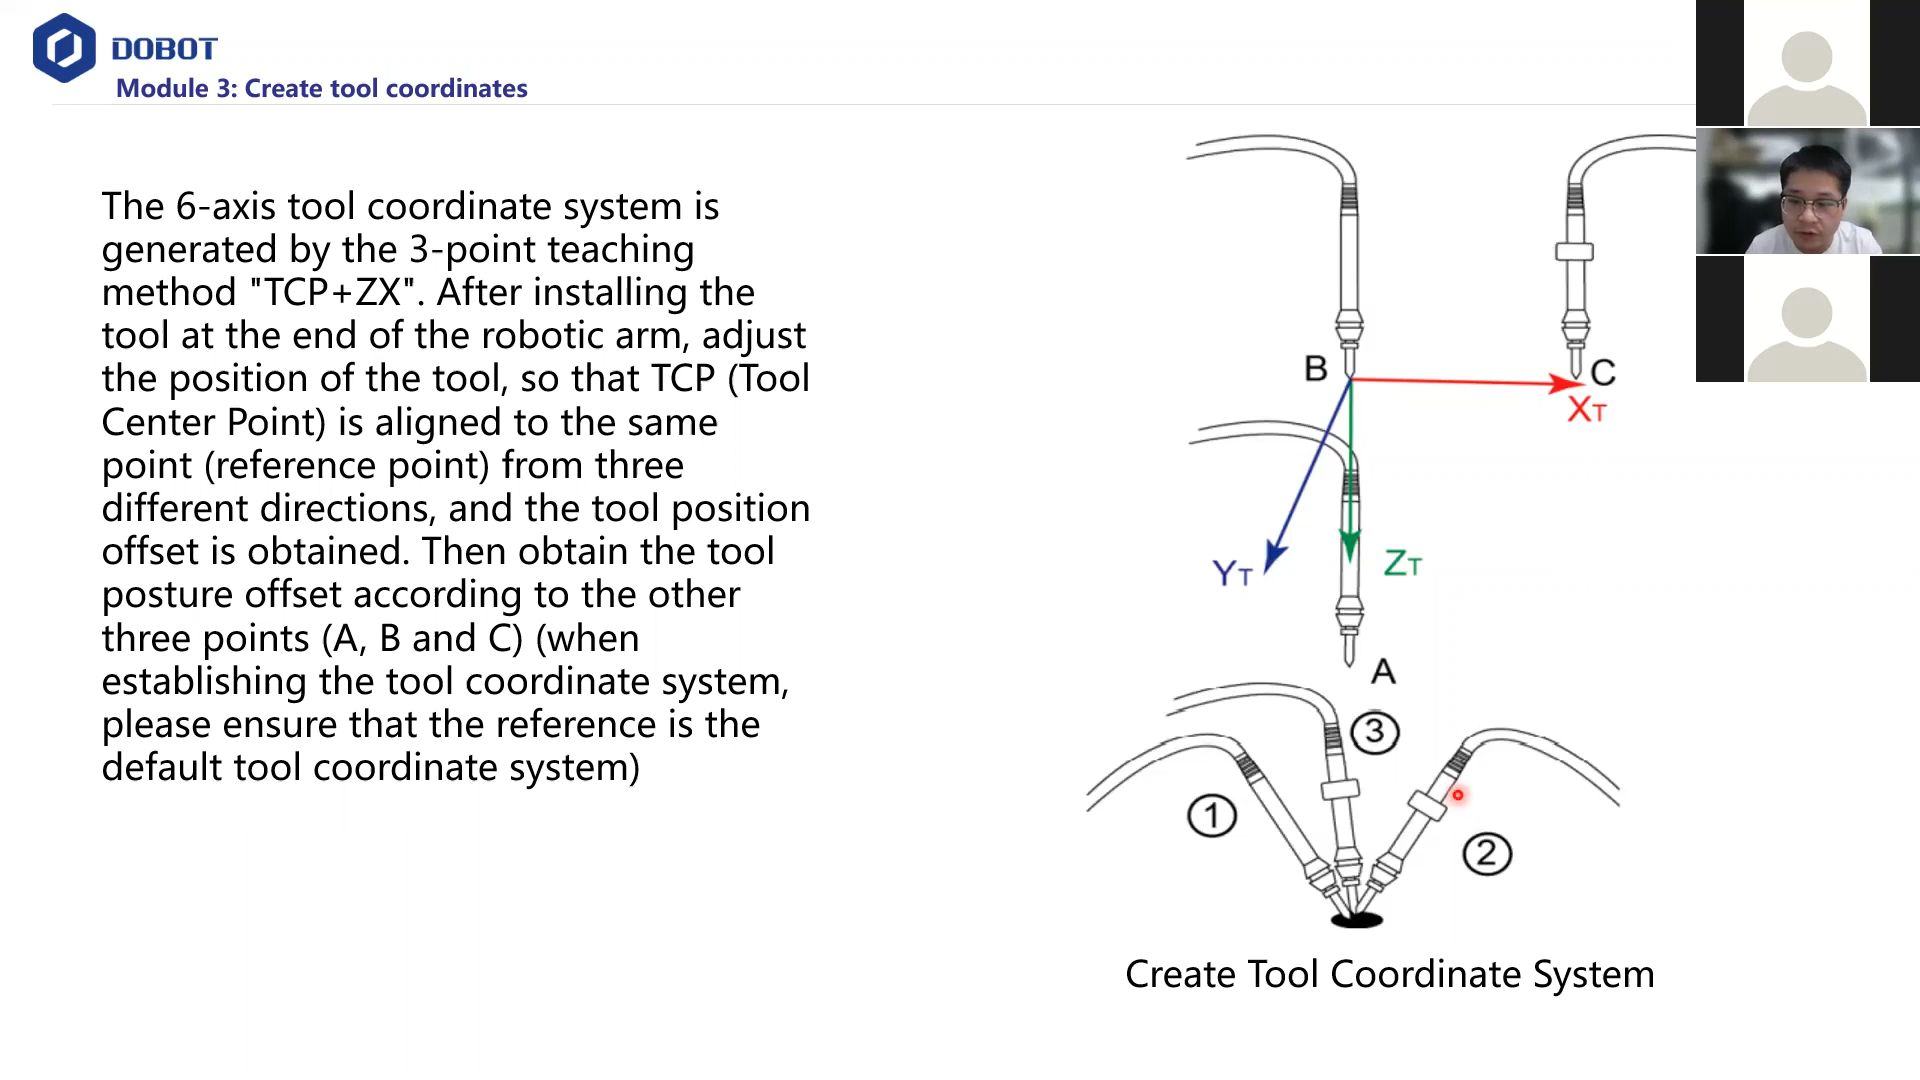 DOBOT
Module 3: Create tool coordinates
The 6-axis tool coordinate system is
generated by the 3-point teaching
method "TCP+ZX". After installing the
tool at the end of the robotic arm, adjust
the position of the tool, so that TCP (Tool
Center Point) is aligned to the same
point (reference point) from three
different directions, and the tool position
offset is obtained. Then obtain the tool
posture offset according to the other
three points (A, B and C) (when
establishing the tool coordinate system,
please ensure that the reference is the
default tool coordinate system)
B
C
XT
YT
ZT
A
3
1
2
Create Tool Coordinate System